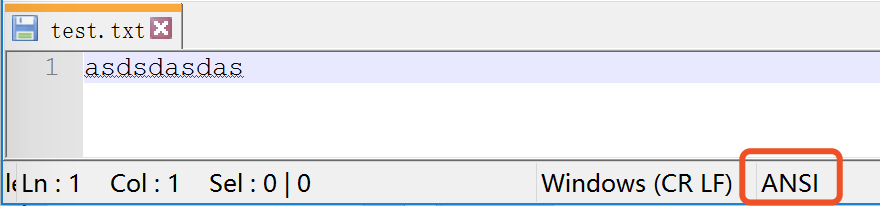 test.txt
1 asdsdasdas
Ln : 1 Col : 1 Sel : 0 | 0 Windows (CR LF) ANSI